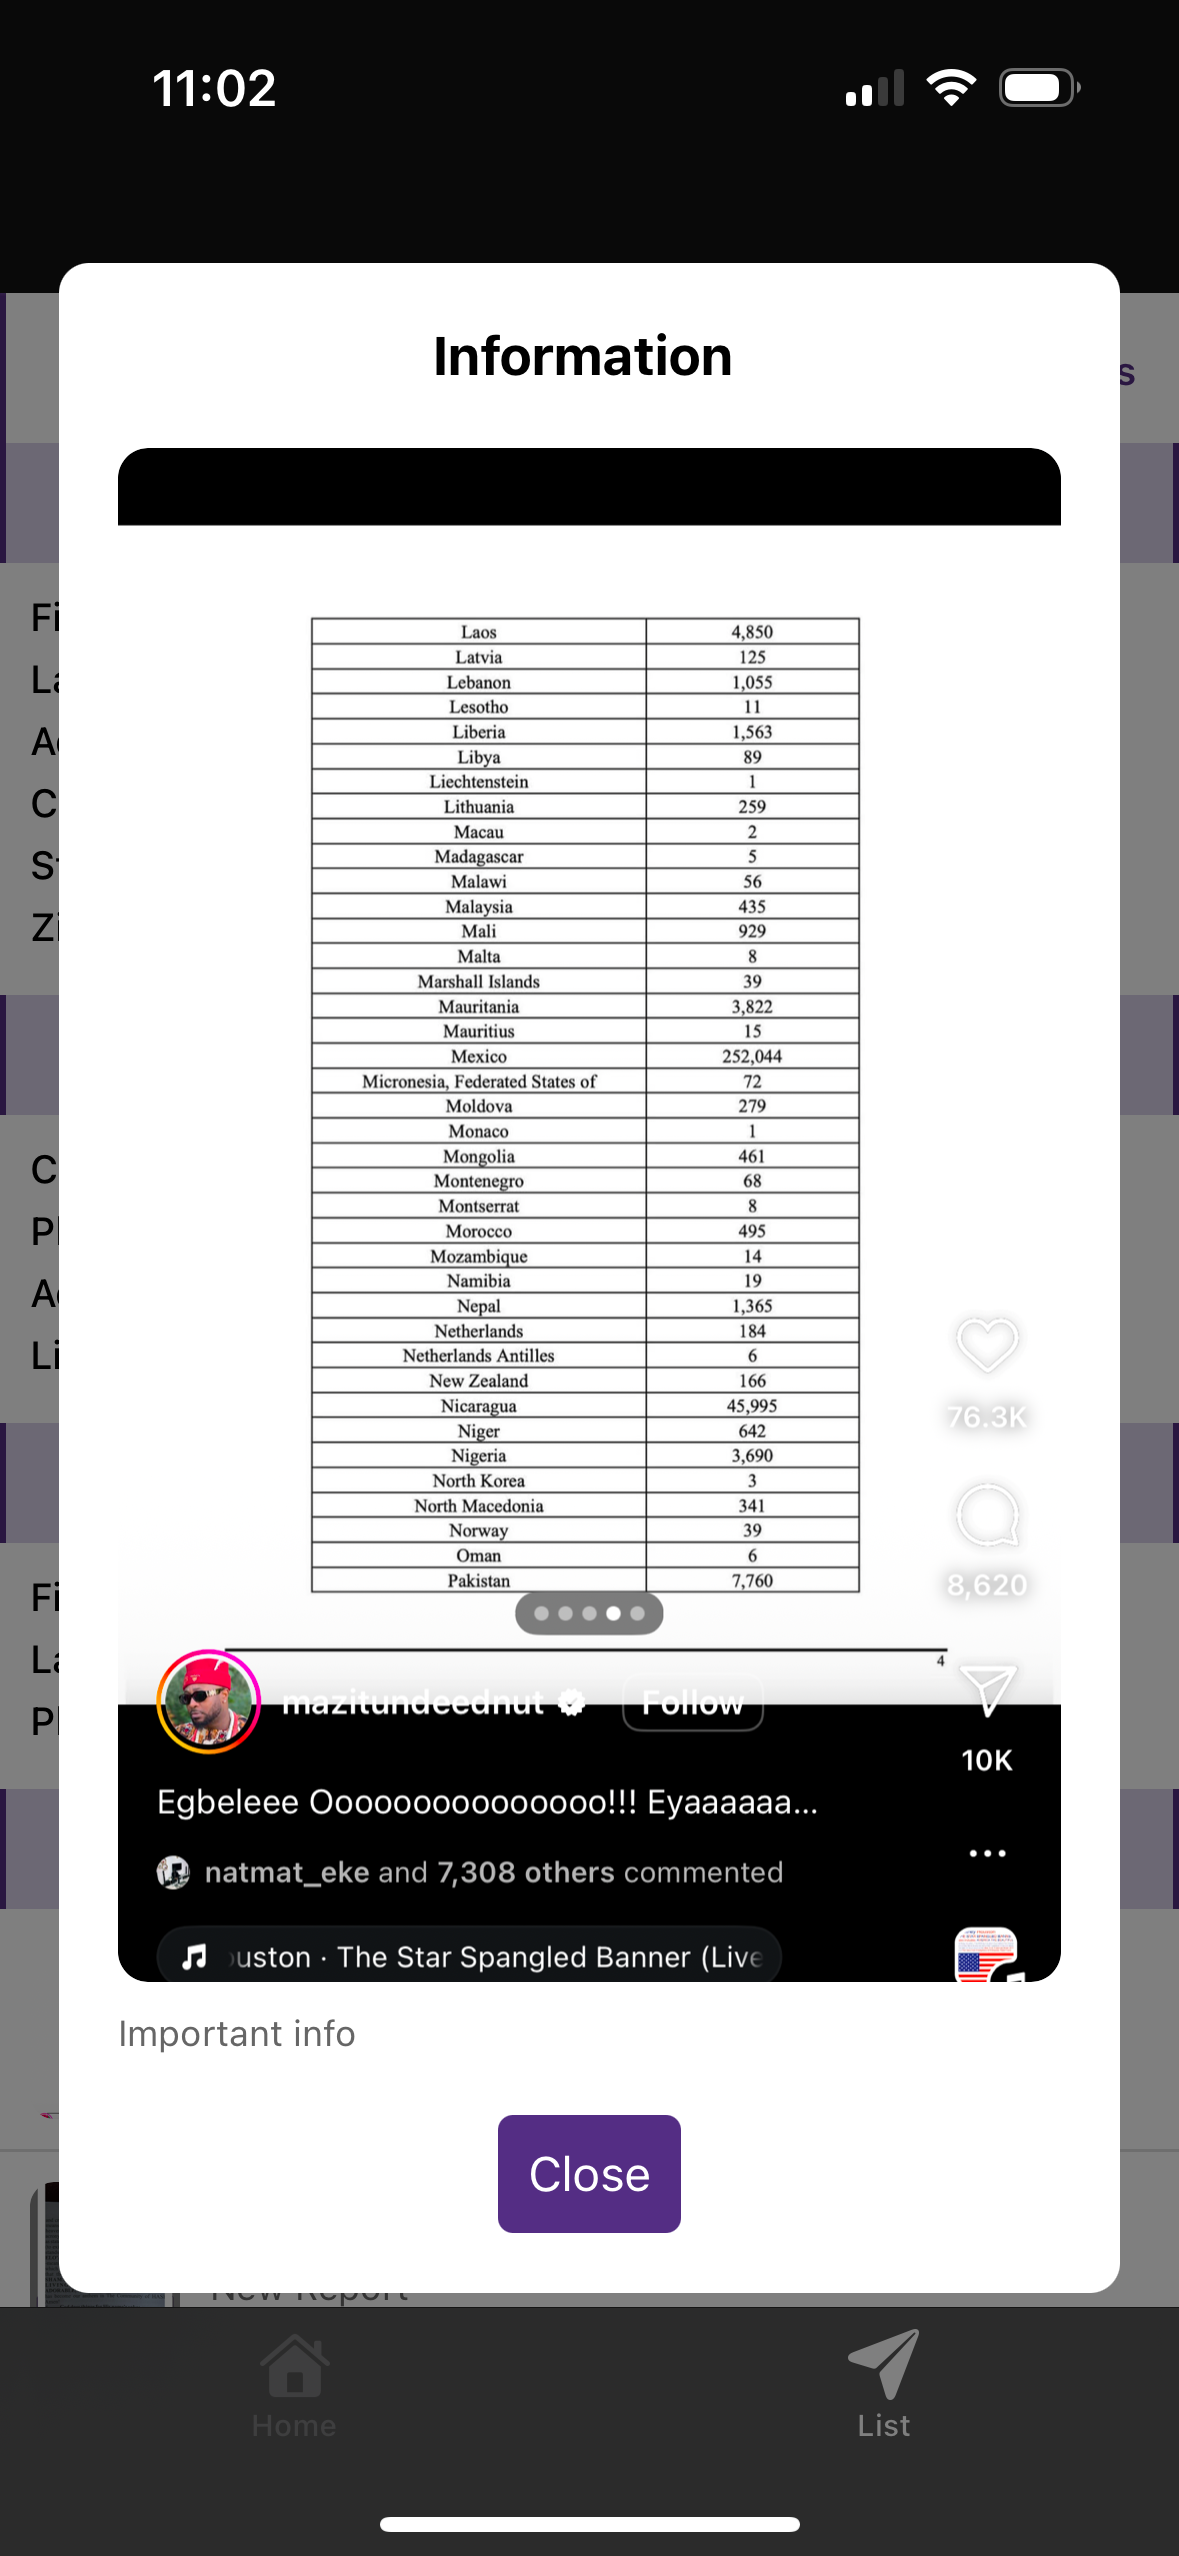 11:02
Information
s
Laos 4,850
Latvia 125
Lebanon 1,055
Lesotho 11
Liberia 1,563
Libya 89
Liechtenstein 1
Lithuania 259
Macau 2
Madagascar 5
Malawi 56
Malaysia 435
Mali 929
Malta 8
Marshall Islands 39
Mauritania 3,822
Mauritius 15
Mexico 252,044
Micronesia, Federated States of 72
Moldova 279
Monaco 1
Mongolia 461
Montenegro 68
Montserrat 8
Morocco 495
Mozambique 14
Namibia 19
Nepal 1,365
Netherlands 184
Netherlands Antilles 6
New Zealand 166
Nicaragua 45,995
Niger 642
Nigeria 3,690
North Korea 3
North Macedonia 341
Norway 39
Oman 6
Pakistan 7,760
76.3K
8,620
4
mazitundeednut Follow
10K
Egbeleee Ooooooooooooooo!!! Eyaaaaaa...
natmat_eke and 7,308 others commented
ouston · The Star Spangled Banner (Live
Important info
Close
New Report
Home
List